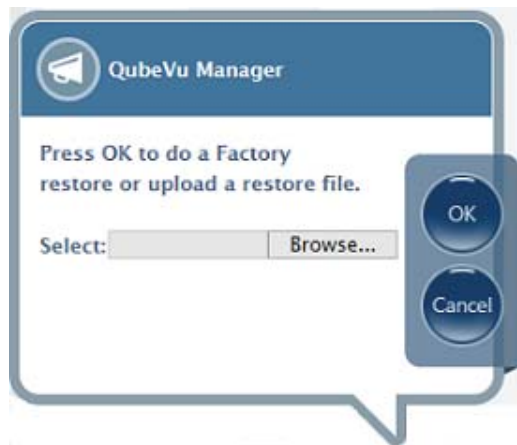 QubeVu Manager
Press OK to do a Factory
restore or upload a restore file.
OK
Select:
Browse...
Cancel